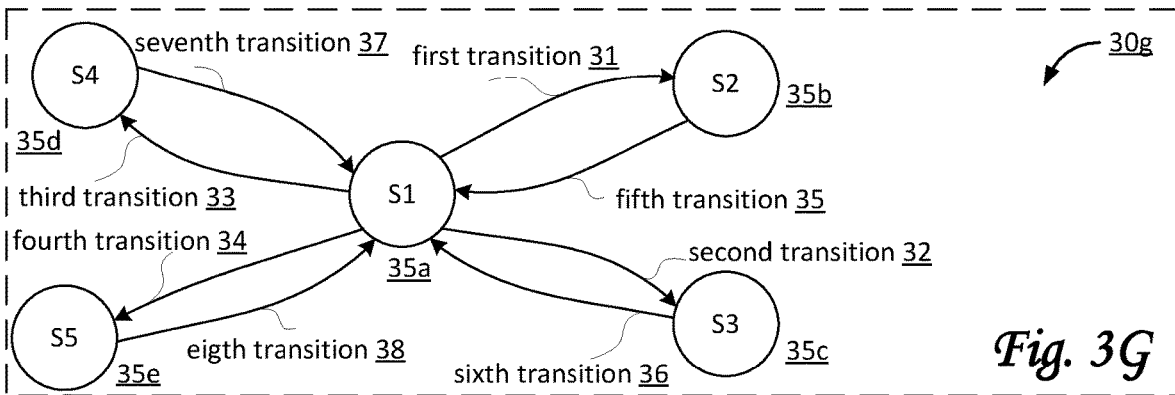 seventh transition 37
first transition 31
30g
S4
S2
35b
35d
third transition 33
S1
fifth transition 35
fourth transition 34
35a
second transition 32
S5
S3
35e
eigth transition 38
sixth transition 36
35c
Fig. 3G